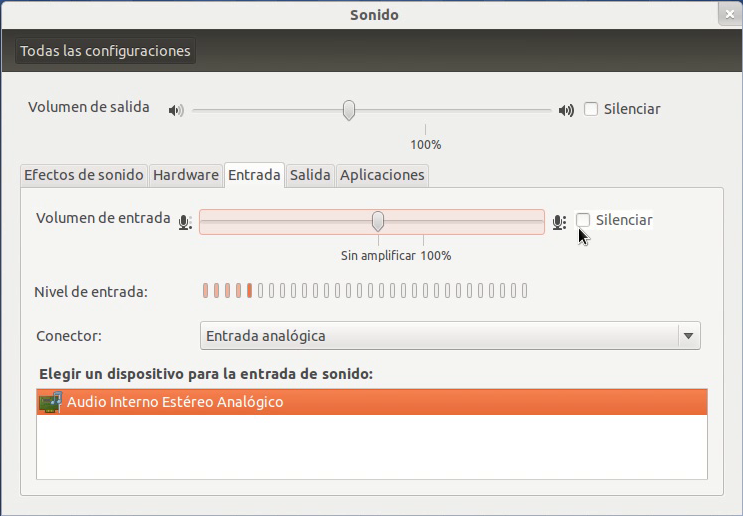 Sonido
Todas las configuraciones
Volumen de salida
Silenciar
100%
Efectos de sonido Hardware Entrada Salida Aplicaciones
Volumen de entrada
Silenciar
Sin amplificar 100%
Nivel de entrada:
Conector:
Entrada analógica
Elegir un dispositivo para la entrada de sonido:
Audio Interno Estéreo Analógico